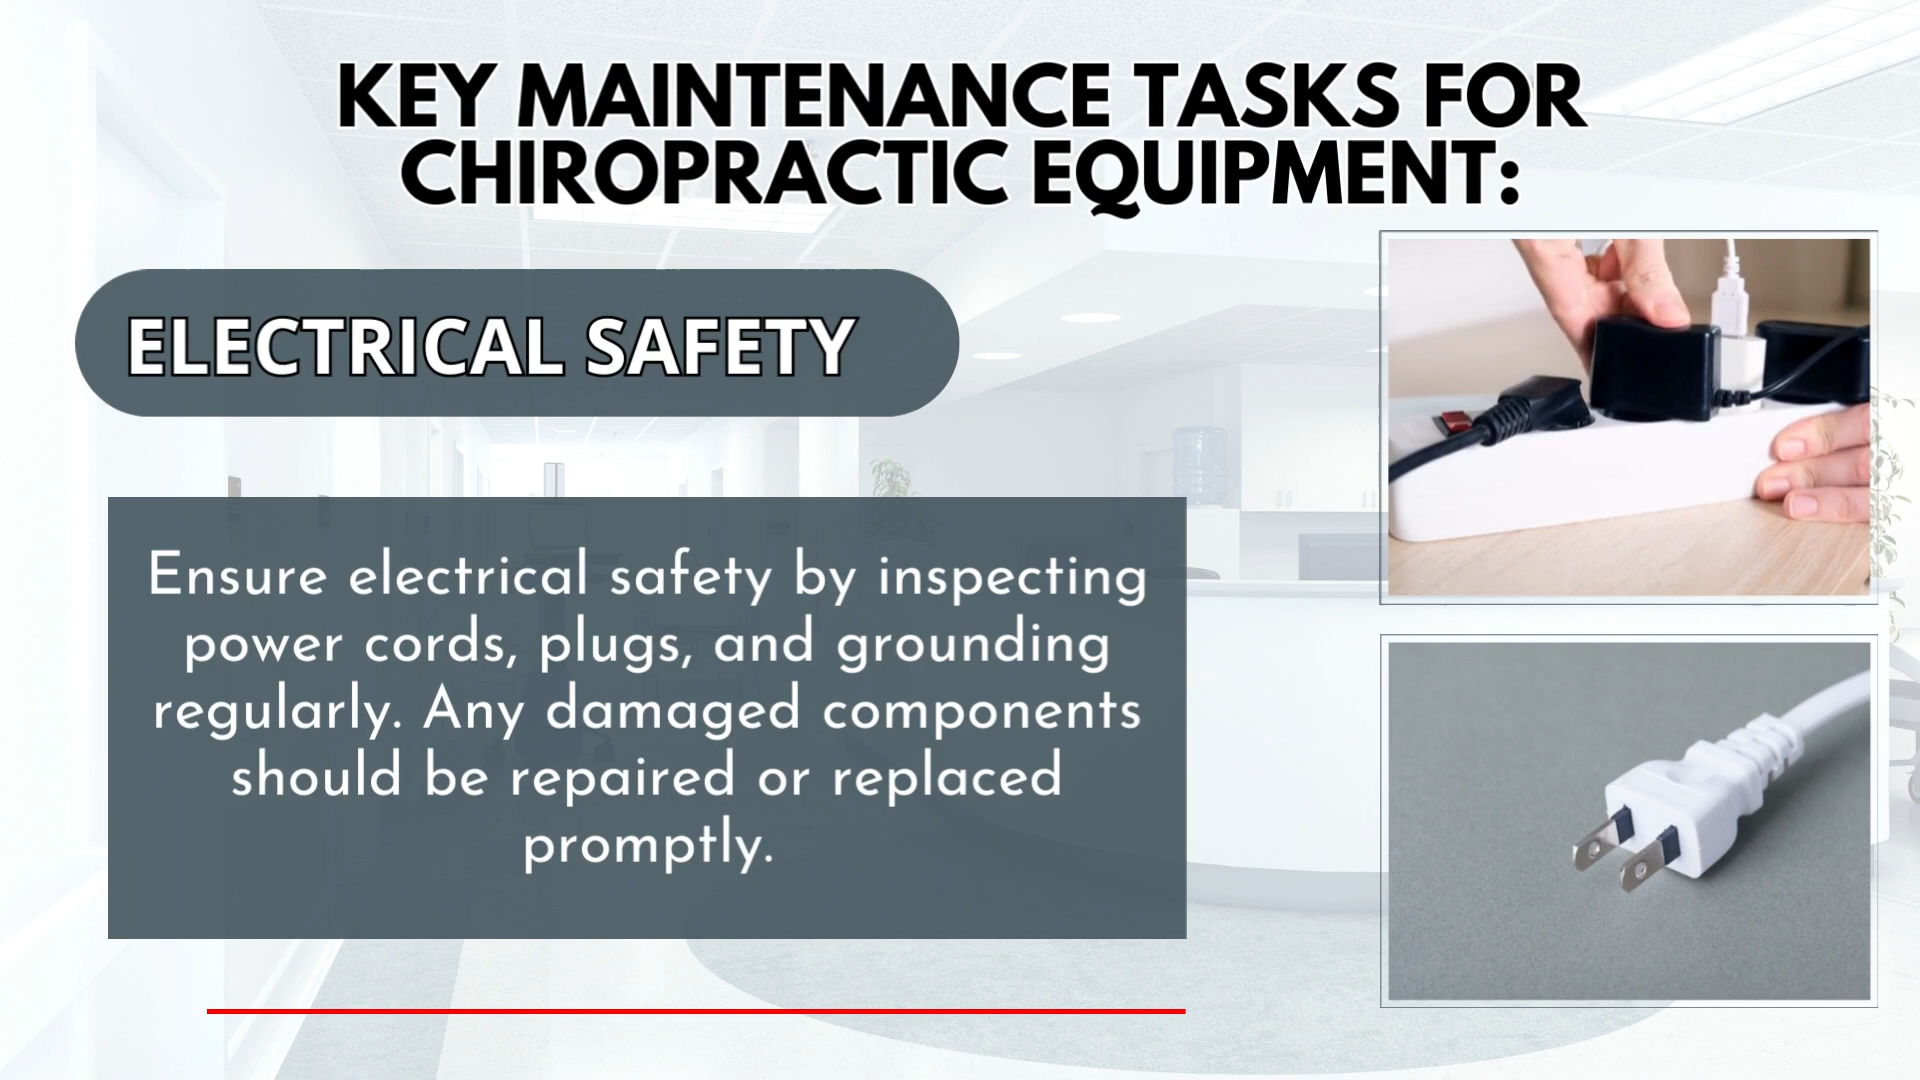 KEY MAINTENANCE TASKS FOR
CHIROPRACTIC EQUIPMENT:
ELECTRICAL SAFETY
Ensure electrical safety by inspecting
power cords, plugs, and grounding
regularly. Any damaged components
should be repaired or replaced
promptly.